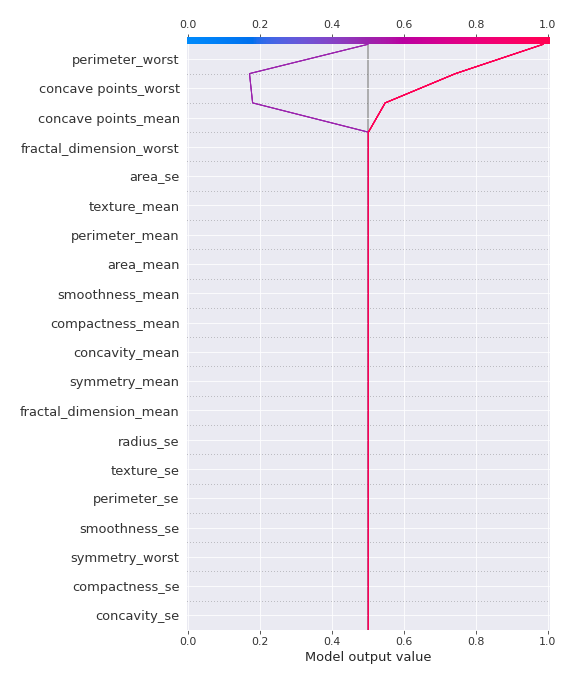 0.0 0.2 0.4 0.6 0.8 1.0
perimeter_worst
concave points_worst
concave points_mean
fractal_dimension_worst
area_se
texture_mean
perimeter_mean
area_mean
smoothness_mean
compactness_mean
concavity_mean
symmetry_mean
fractal_dimension_mean
radius_se
texture_se
perimeter_se
smoothness_se
symmetry_worst
compactness_se
concavity_se
0.0 0.2 0.4 0.6 0.8 1.0
Model output value